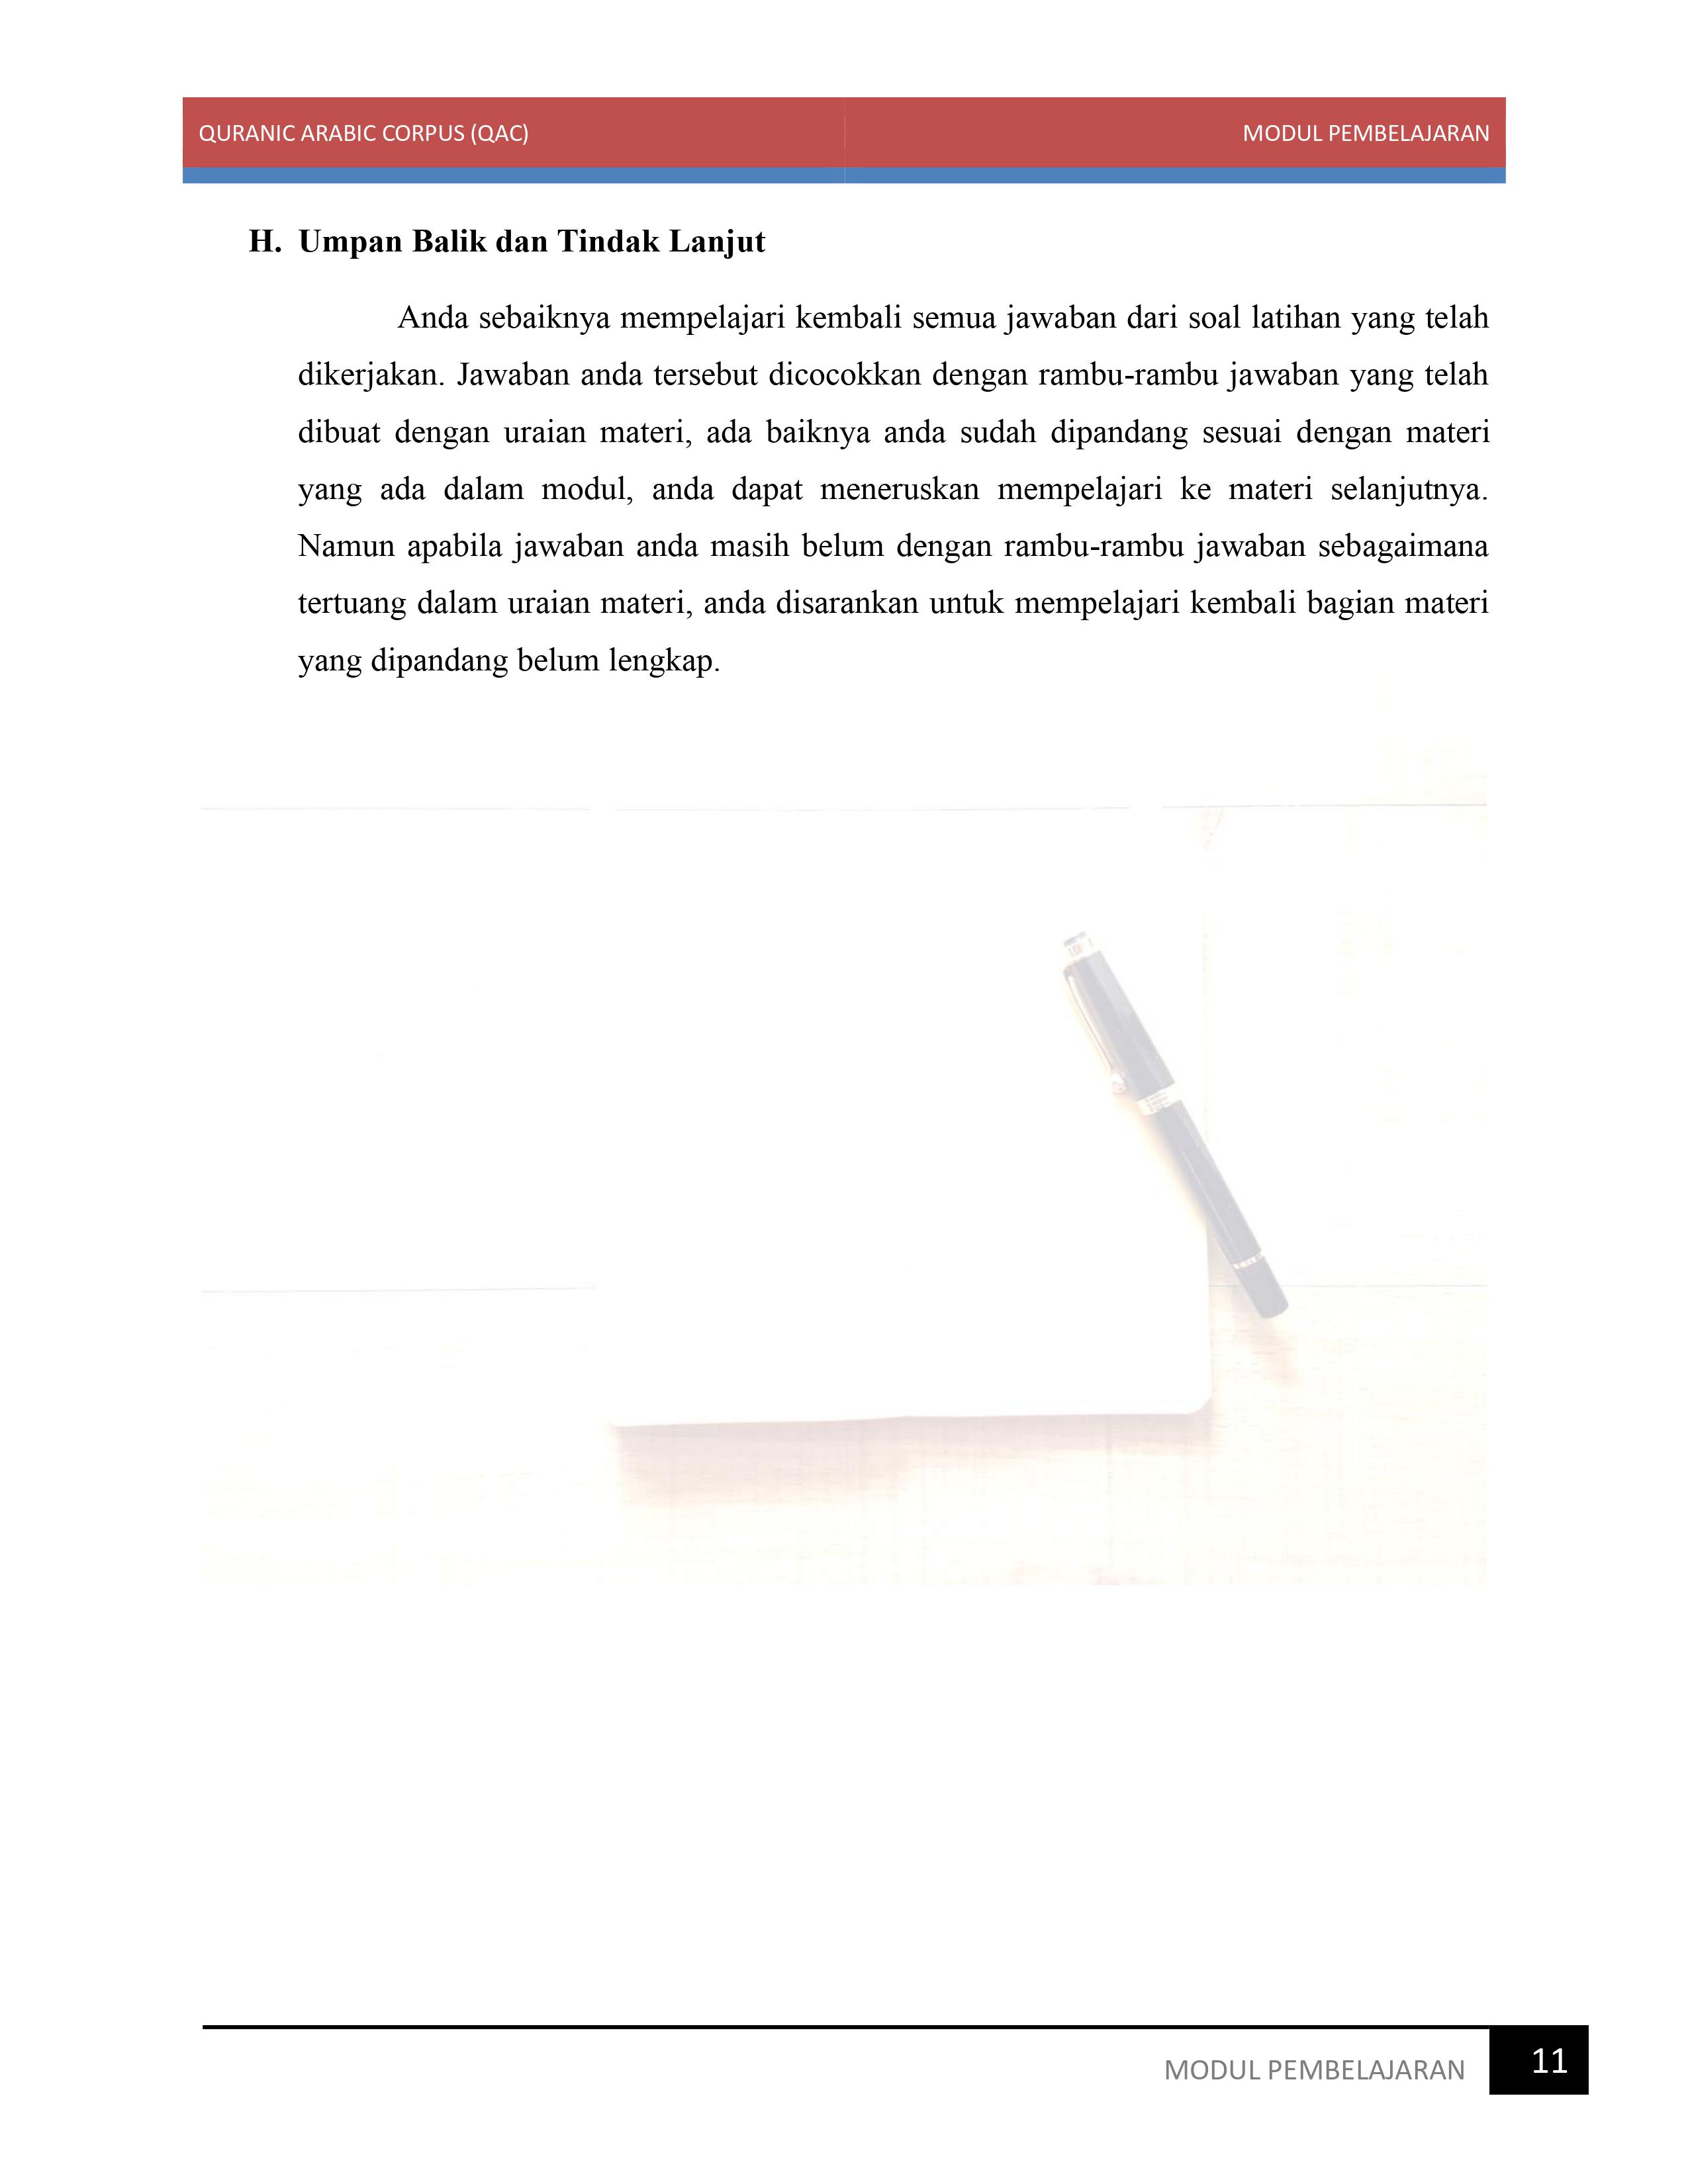 QURANIC ARABIC CORPUS (QAC) MODUL PEMBELAJARAN
H. Umpan Balik dan Tindak Lanjut
Anda sebaiknya mempelajari kembali semua jawaban dari soal latihan yang telah
dikerjakan. Jawaban anda tersebut dicocokkan dengan rambu-rambu jawaban yang telah
dibuat dengan uraian materi, ada baiknya anda sudah dipandang sesuai dengan materi
yang ada dalam modul, anda dapat meneruskan mempelajari ke materi selanjutnya.
Namun apabila jawaban anda masih belum dengan rambu-rambu jawaban sebagaimana
tertuang dalam uraian materi, anda disarankan untuk mempelajari kembali bagian materi
yang dipandang belum lengkap.
MODUL PEMBELAJARAN 11